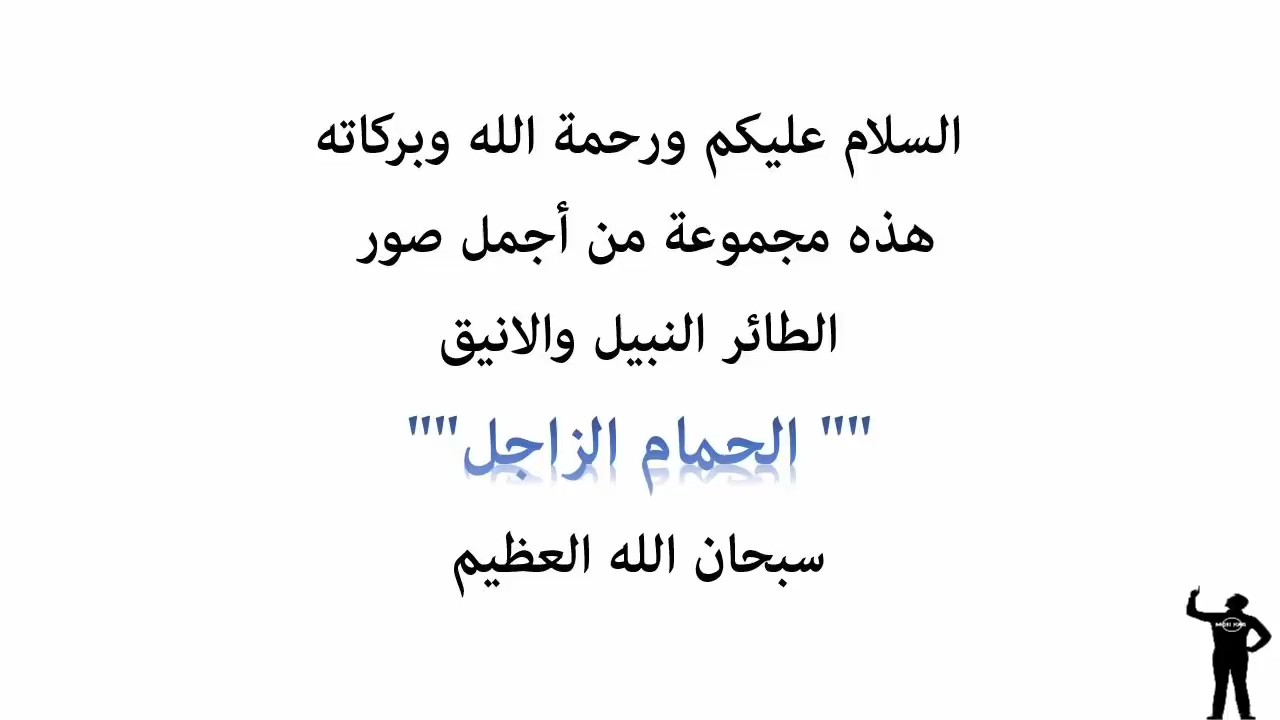 السلام عليكم ورحمة الله وبركاته
هذه مجموعة من أجمل صور
الطائر النبيل والانيق
"" الحمام الزاجل""
سبحان الله العظيم